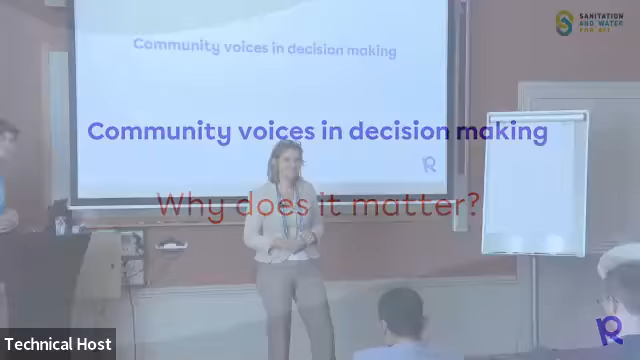 SANITATION
AND WATER
FOR ALL
Community voices in decision making
Community voices in decision making
Why does it matter?
Technical Host